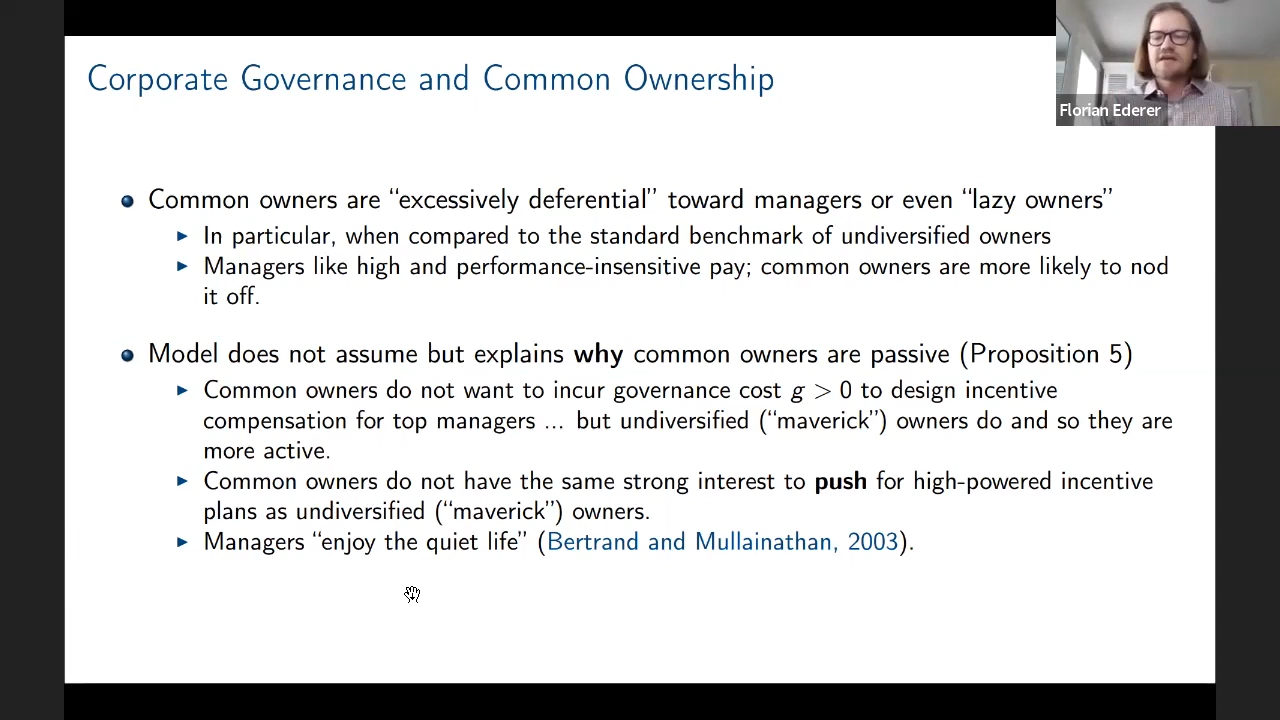 Corporate Governance and Common Ownership
Florian Ederer
Common owners are “excessively deferential” toward managers or even “lazy owners”
In particular, when compared to the standard benchmark of undiversified owners
Managers like high and performance-insensitive pay; common owners are more likely to nod
it off.
Model does not assume but explains why common owners are passive (Proposition 5)
Common owners do not want to incur governance cost g > 0 to design incentive
compensation for top managers ... but undiversified (“maverick”) owners do and so they are
more active.
Common owners do not have the same strong interest to push for high-powered incentive
plans as undiversified (“maverick”) owners.
Managers “enjoy the quiet life” (Bertrand and Mullainathan, 2003).